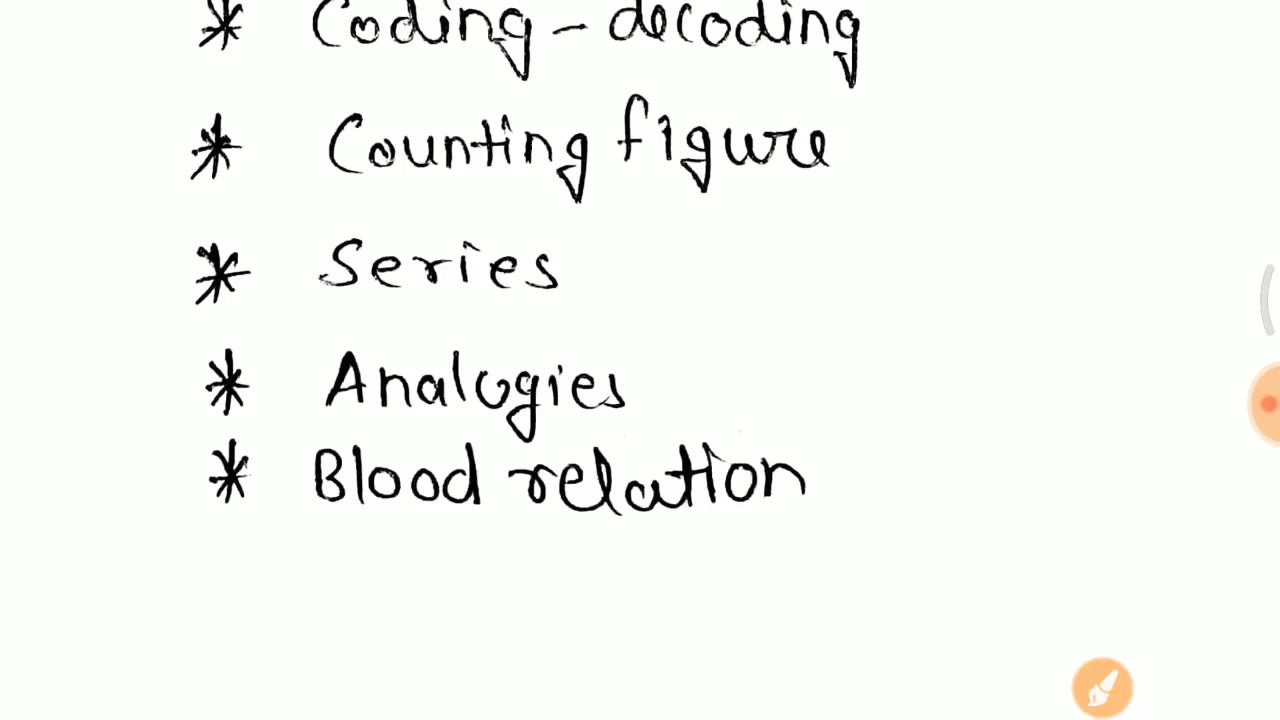 * Coding - decoding
* Counting figure
* Series
* Analogies
* Blood relation